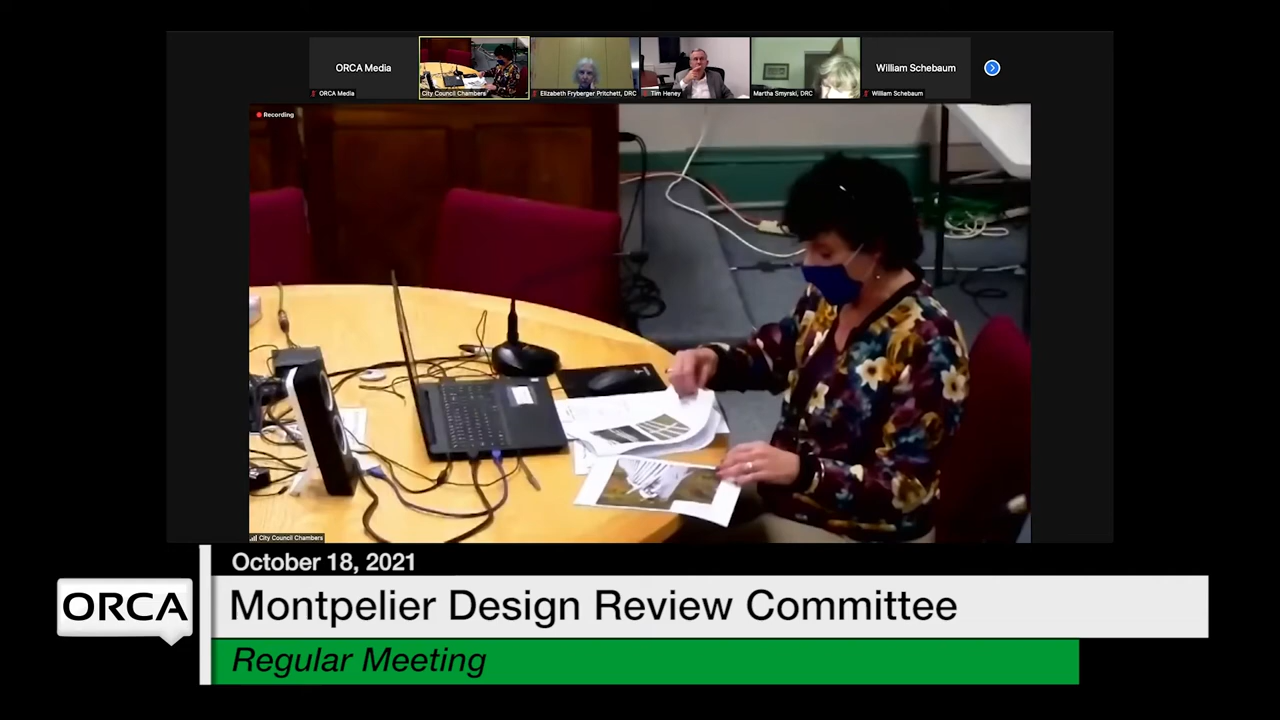 ORCA Media
William Schebaum
ORCA Media
City Council Chambers
Elizabeth Fryberger Pritchett, DRC
Tim Heney
Martha Smyrski, DRC
William Schebaum
Recording
City Council Chambers
October 18, 2021
ORCA
Montpelier Design Review Committee
Regular Meeting